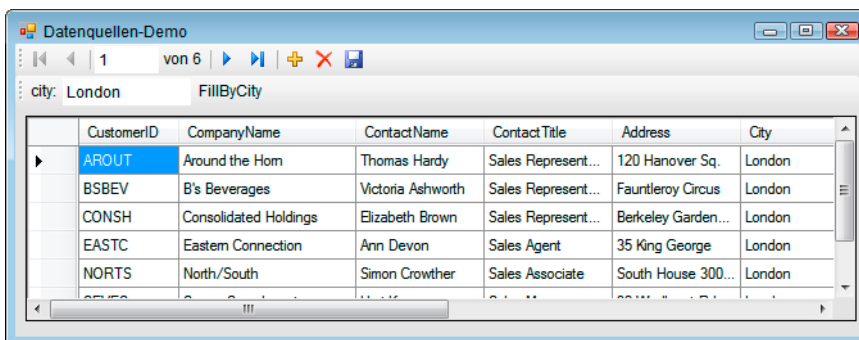 Datenquellen-Demo
1 von 6
city: London FillByCity
CustomerID CompanyName ContactName ContactTitle Address City
AROUT Around the Horn Thomas Hardy Sales Represent... 120 Hanover Sq. London
BSBEV B's Beverages Victoria Ashworth Sales Represent... Fauntleroy Circus London
CONSH Consolidated Holdings Elizabeth Brown Sales Represent... Berkeley Garden... London
EASTC Eastern Connection Ann Devon Sales Agent 35 King George London
NORTS North/South Simon Crowther Sales Associate South House 300... London